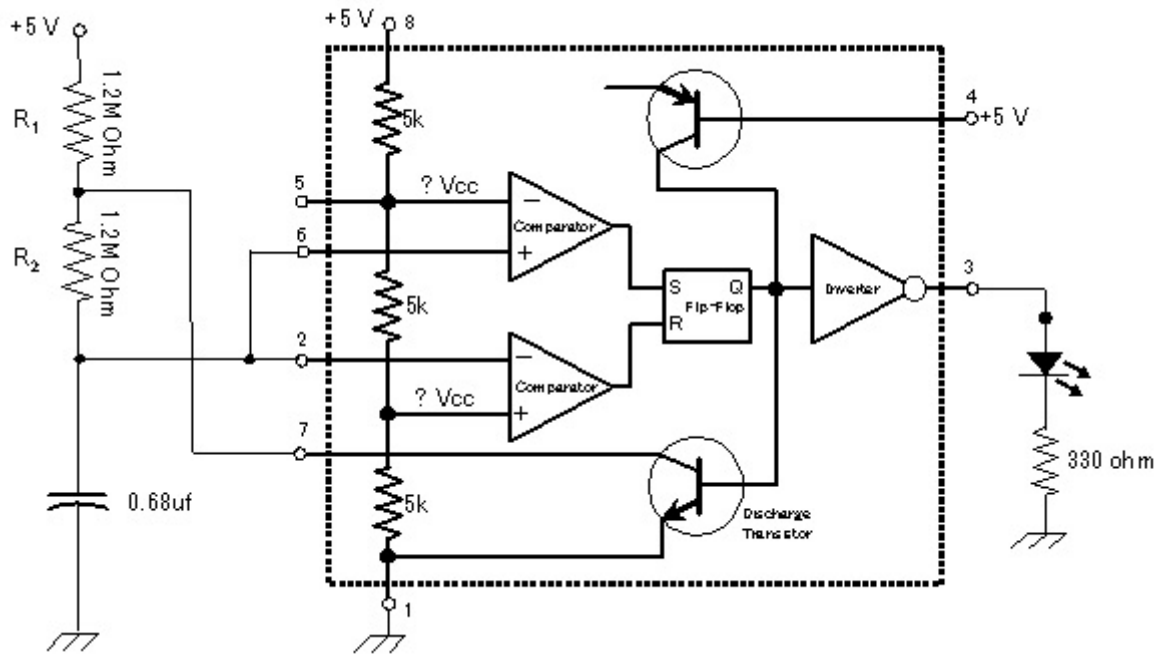 +5 V
+5 V
8
R1
1.2M Ohm
5k
4
+5 V
5
? Vcc
Comparator
6
R2
1.2M Ohm
5k
S
Q
Flip-Flop
R
Inverter
3
2
Comparator
? Vcc
7
5k
330 ohm
0.68uf
Discharge
Transistor
1
− 
+
−
+